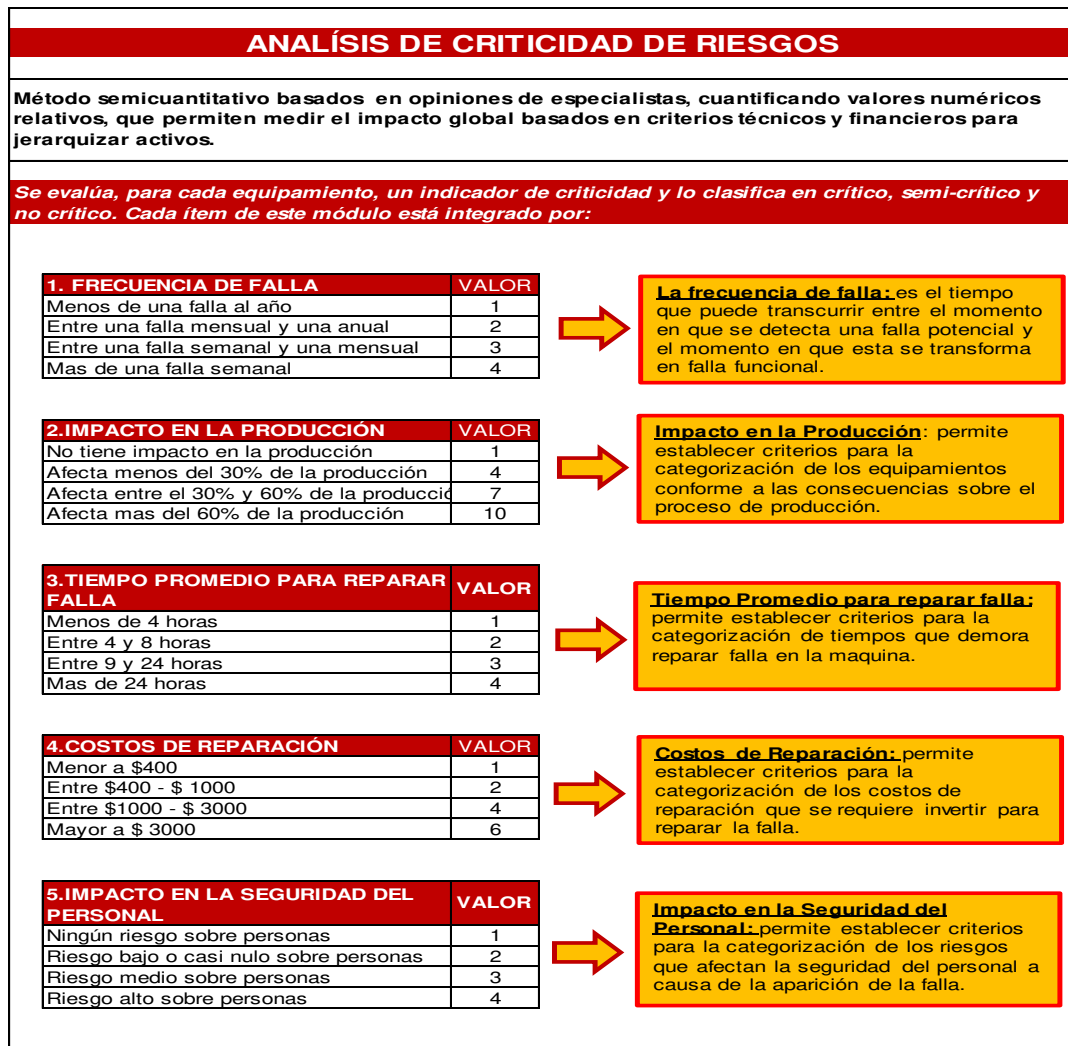 ANALÍSIS DE CRITICIDAD DE RIESGOS
Método semicuantitativo basados en opiniones de especialistas, cuantificando valores numéricos
relativos, que permiten medir el impacto global basados en criterios técnicos y financieros para
jerarquizar activos.
Se evalúa, para cada equipamiento, un indicador de criticidad y lo clasifica en crítico, semi-crítico y
no crítico. Cada ítem de este módulo está integrado por:
1. FRECUENCIA DE FALLA VALOR
Menos de una falla al año 1
Entre una falla mensual y una anual 2
Entre una falla semanal y una mensual 3
Mas de una falla semanal 4
La frecuencia de falla: es el tiempo
que puede transcurrir entre el momento
en que se detecta una falla potencial y
el momento en que esta se transforma
en falla funcional.
2.IMPACTO EN LA PRODUCCIÓN VALOR
No tiene impacto en la producción 1
Afecta menos del 30% de la producción 4
Afecta entre el 30% y 60% de la producció 7
Afecta mas del 60% de la producción 10
Impacto en la Producción: permite
establecer criterios para la
categorización de los equipamientos
conforme a las consecuencias sobre el
proceso de producción.
3.TIEMPO PROMEDIO PARA REPARAR
FALLA VALOR
Menos de 4 horas 1
Entre 4 y 8 horas 2
Entre 9 y 24 horas 3
Mas de 24 horas 4
Tiempo Promedio para reparar falla:
permite establecer criterios para la
categorización de tiempos que demora
reparar falla en la maquina.
4.COSTOS DE REPARACIÓN VALOR
Menor a $400 1
Entre $400 - $ 1000 2
Entre $1000 - $ 3000 4
Mayor a $ 3000 6
Costos de Reparación: permite
establecer criterios para la
categorización de los costos de
reparación que se requiere invertir para
reparar la falla.
5.IMPACTO EN LA SEGURIDAD DEL
PERSONAL VALOR
Ningún riesgo sobre personas 1
Riesgo bajo o casi nulo sobre personas 2
Riesgo medio sobre personas 3
Riesgo alto sobre personas 4
Impacto en la Seguridad del
Personal: permite establecer criterios
para la categorización de los riesgos
que afectan la seguridad del personal a
causa de la aparición de la falla.